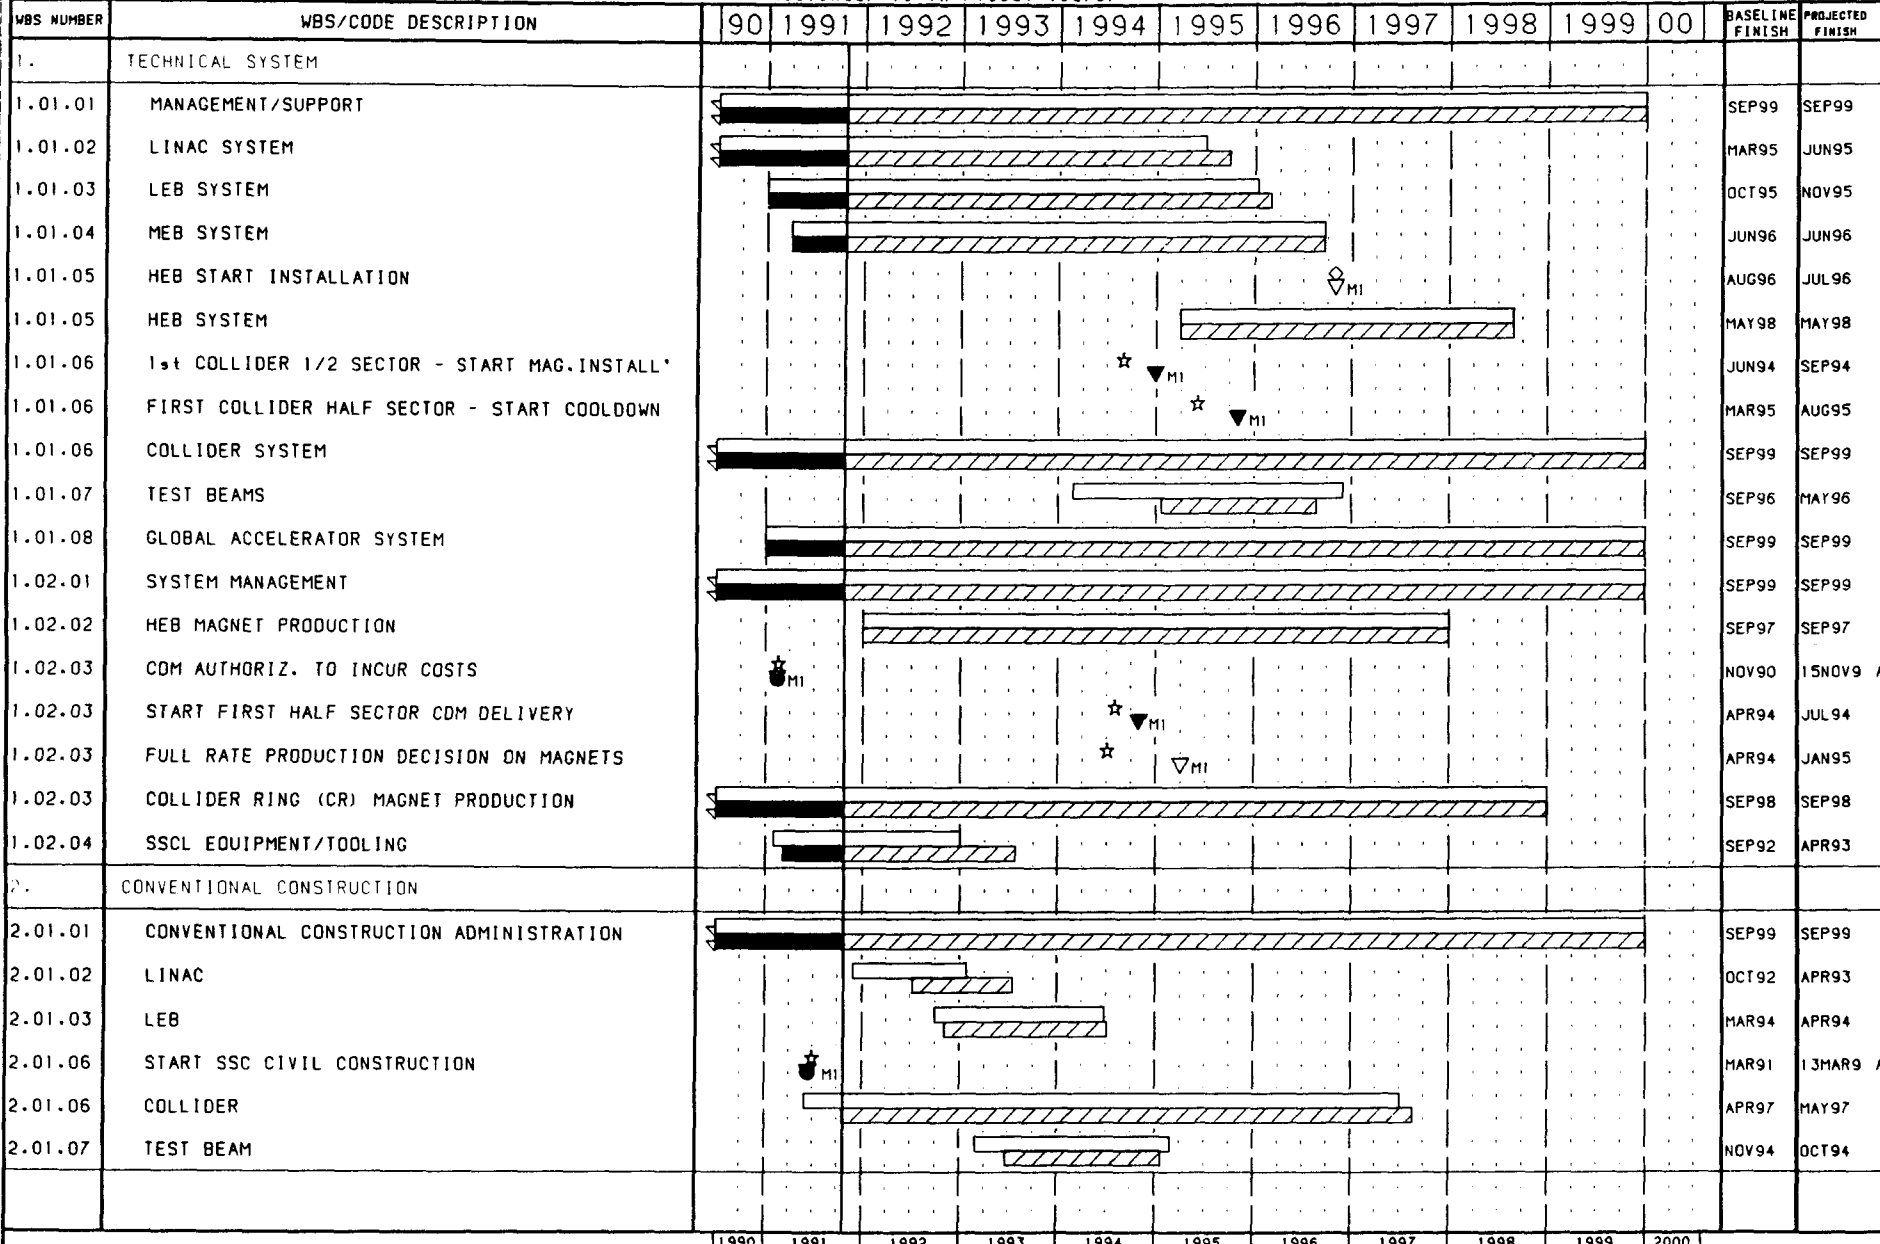 WBS NUMBER WBS/CODE DESCRIPTION 90 1991 1992 1993 1994 1995 1996 1997 1998 1999 00 BASELINE FINISH PROJECTED FINISH
1. TECHNICAL SYSTEM
1.01.01 MANAGEMENT/SUPPORT SEP99 SEP99
1.01.02 LINAC SYSTEM MAR95 JUN95
1.01.03 LEB SYSTEM OCT95 NOV95
1.01.04 MEB SYSTEM JUN96 JUN96
1.01.05 HEB START INSTALLATION M1 AUG96 JUL96
1.01.05 HEB SYSTEM MAY98 MAY98
1.01.06 1st COLLIDER 1/2 SECTOR - START MAG.INSTALL' M1 JUN94 SEP94
1.01.06 FIRST COLLIDER HALF SECTOR - START COOLDOWN M1 MAR95 AUG95
1.01.06 COLLIDER SYSTEM SEP99 SEP99
1.01.07 TEST BEAMS SEP96 MAY96
1.01.08 GLOBAL ACCELERATOR SYSTEM SEP99 SEP99
1.02.01 SYSTEM MANAGEMENT SEP99 SEP99
1.02.02 HEB MAGNET PRODUCTION SEP97 SEP97
1.02.03 CDM AUTHORIZ. TO INCUR COSTS M1 NOV90 15NOV9 A
1.02.03 START FIRST HALF SECTOR CDM DELIVERY M1 APR94 JUL94
1.02.03 FULL RATE PRODUCTION DECISION ON MAGNETS M1 APR94 JAN95
1.02.03 COLLIDER RING (CR) MAGNET PRODUCTION SEP98 SEP98
1.02.04 SSCL EQUIPMENT/TOOLING SEP92 APR93
2. CONVENTIONAL CONSTRUCTION
2.01.01 CONVENTIONAL CONSTRUCTION ADMINISTRATION SEP99 SEP99
2.01.02 LINAC OCT92 APR93
2.01.03 LEB MAR94 APR94
2.01.06 START SSC CIVIL CONSTRUCTION M1 MAR91 13MAR9 A
2.01.06 COLLIDER APR97 MAY97
2.01.07 TEST BEAM NOV94 OCT94
1990 1991 1992 1993 1994 1995 1996 1997 1998 1999 2000